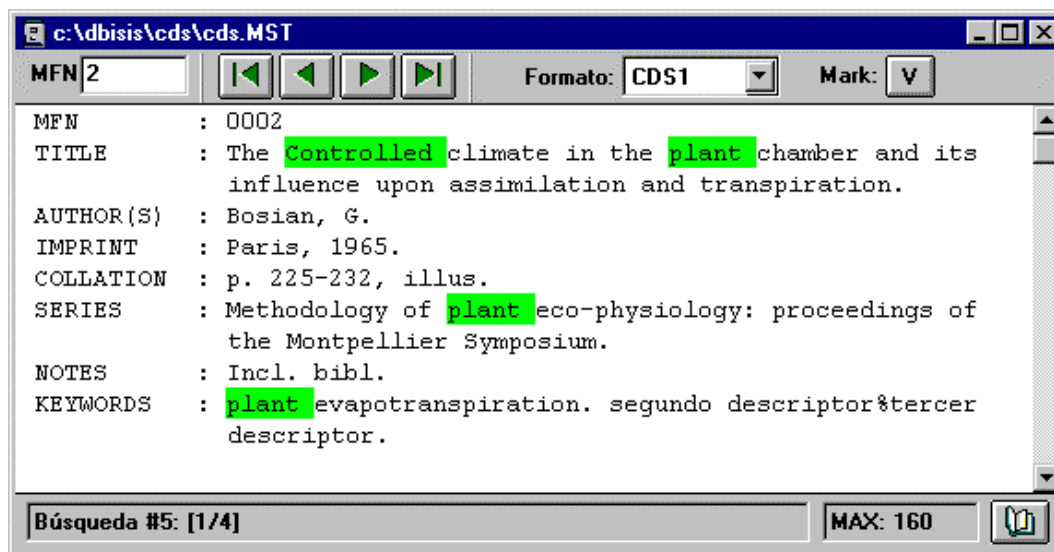 c:\dbisis\cds\cds.MST
MFN 2 Formato: CDS1 Mark: V
MFN : 0002
TITLE : The Controlled climate in the plant chamber and its
influence upon assimilation and transpiration.
AUTHOR(S) : Bosian, G.
IMPRINT : Paris, 1965.
COLLATION : p. 225-232, illus.
SERIES : Methodology of plant eco-physiology: proceedings of
the Montpellier Symposium.
NOTES : Incl. bibl.
KEYWORDS : plant evapotranspiration. segundo descriptor%tercer
descriptor.
Búsqueda #5: [1/4] MAX: 160